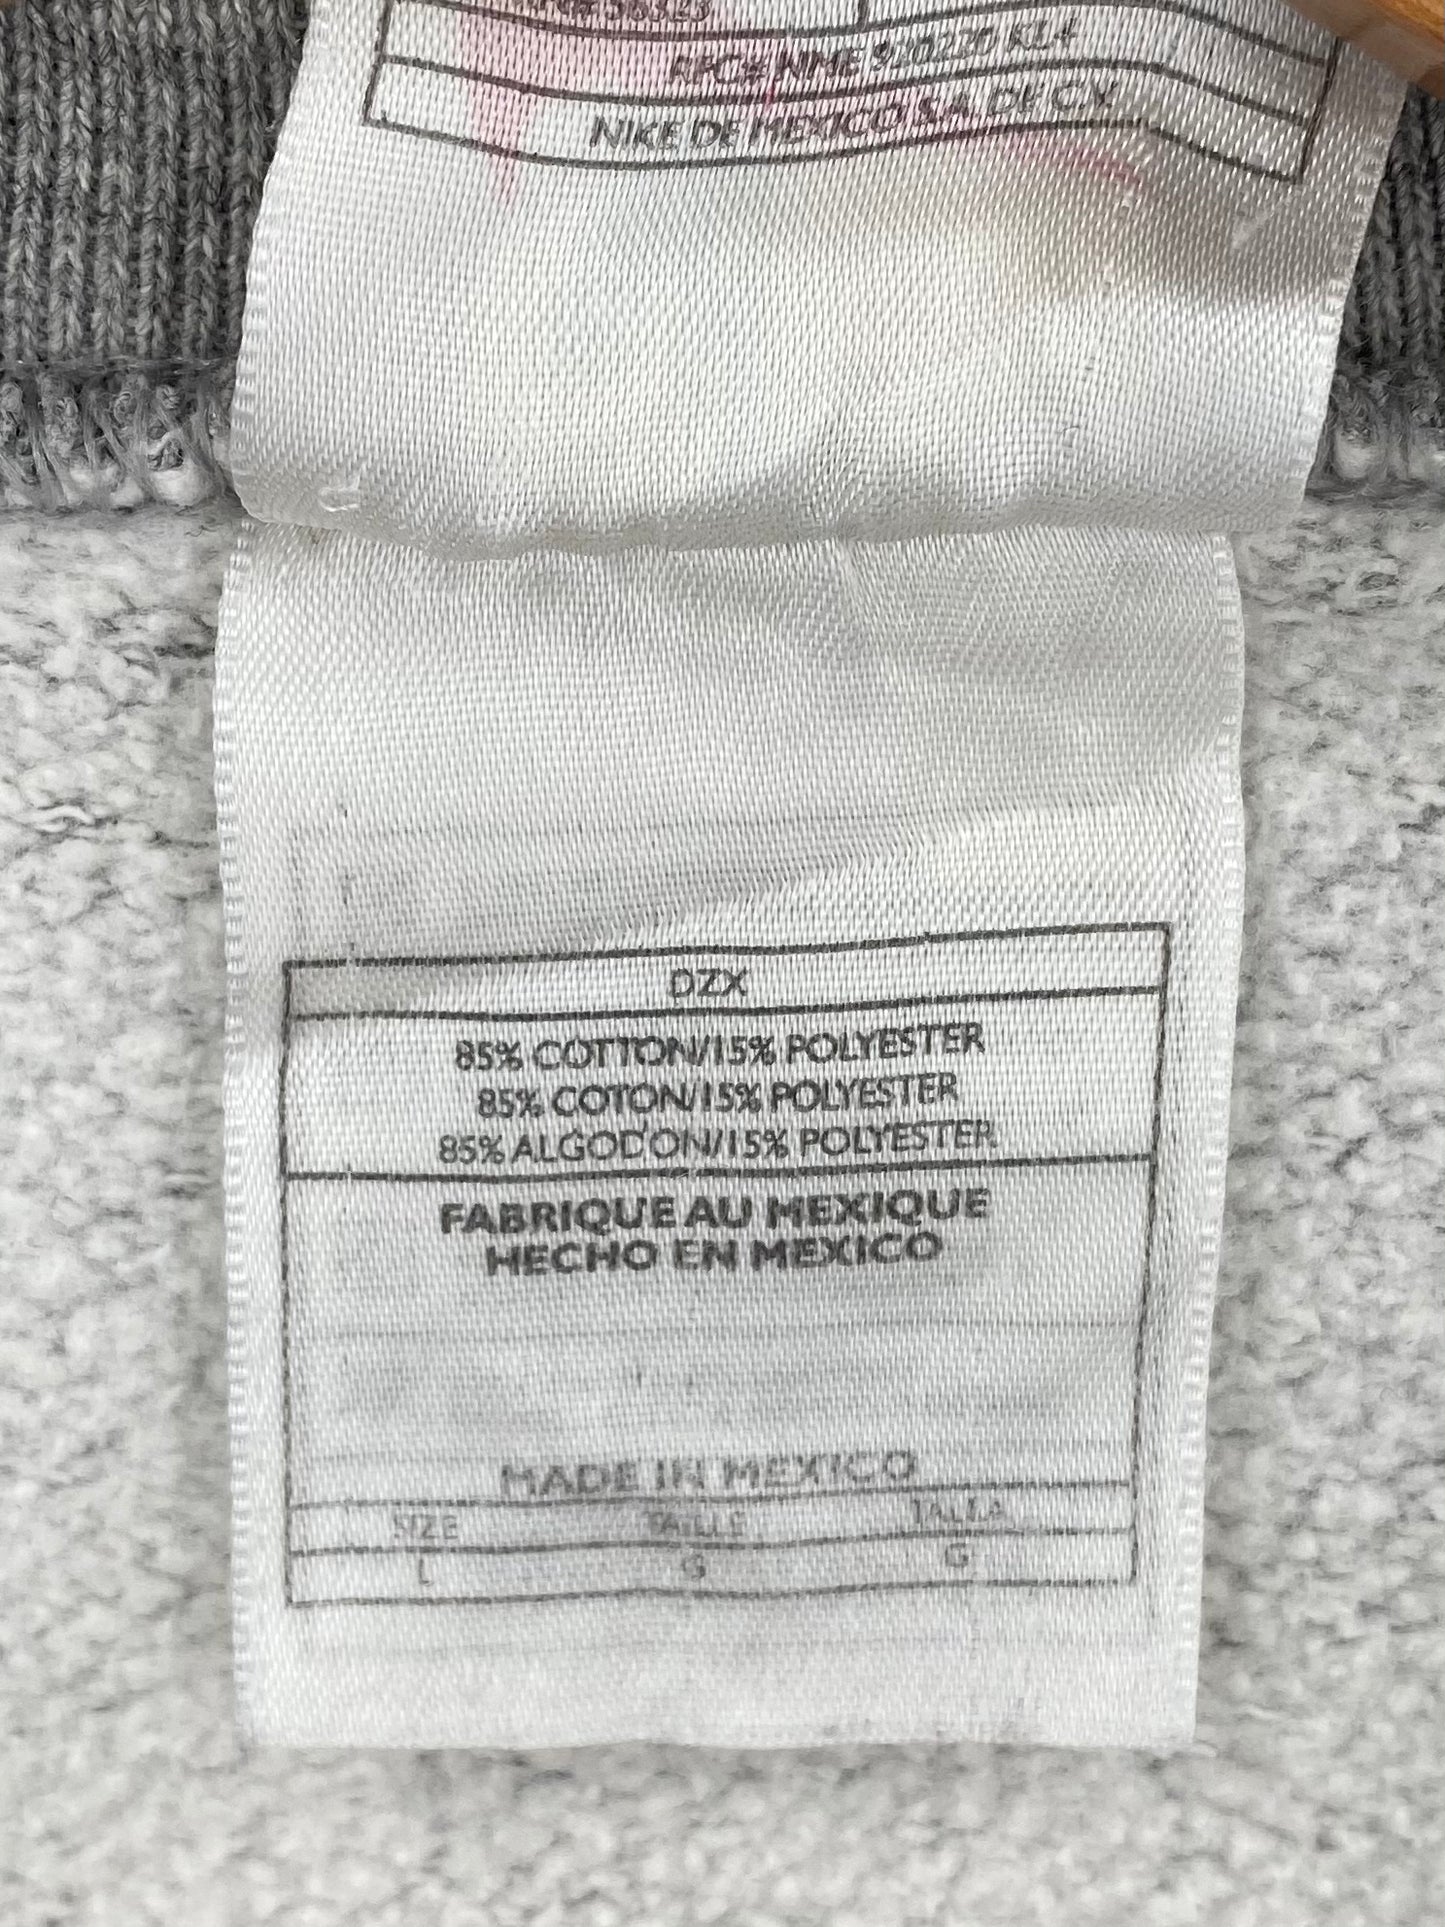 RFC# NME 920220 KL4
NIKE DE MEXICO S.A. DE C.V.
DZX
85% COTTON/15% POLYESTER
85% COTON/15% POLYESTER
85% ALGODON/15% POLYESTER
FABRIQUE AU MEXIQUE
HECHO EN MEXICO
MADE IN MEXICO
SIZE TAILLE TALLA
L G G